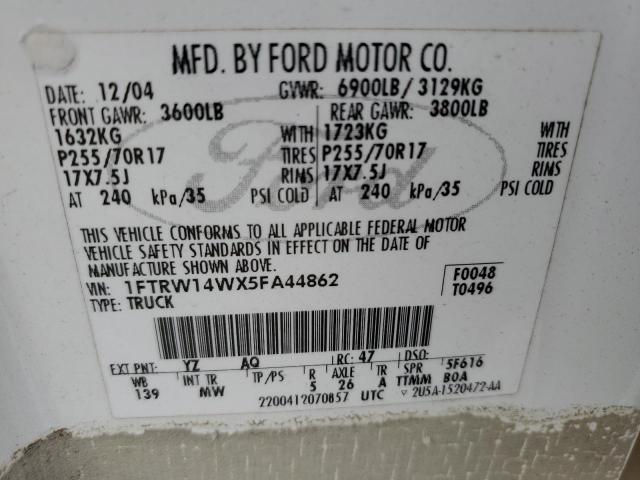 MFD. BY FORD MOTOR CO.
DATE: 12/04 GVWR: 6900LB/ 3129KG
FRONT GAWR: 3600LB REAR GAWR: 3800LB
1632KG WITH 1723KG WITH
P255/70R17 TIRES P255/70R17 TIRES
17X7.5J RIMS 17X7.5J RIMS
AT 240 kPa/35 PSI COLD AT 240 kPa/35 PSI COLD
Ford
THIS VEHICLE CONFORMS TO ALL APPLICABLE FEDERAL MOTOR
VEHICLE SAFETY STANDARDS IN EFFECT ON THE DATE OF
MANUFACTURE SHOWN ABOVE.
VIN: 1FTRW14WX5FA44862 F0048
TYPE: TRUCK T0496
EXT PNT: YZ AQ RC: 47 DSO:
WB INT TR TP/PS R AXLE TR SPR 5F616
139 MW 5 26 A TTMM BOA
2200412070857 UTC ▽ 2U5A-1520472-AA